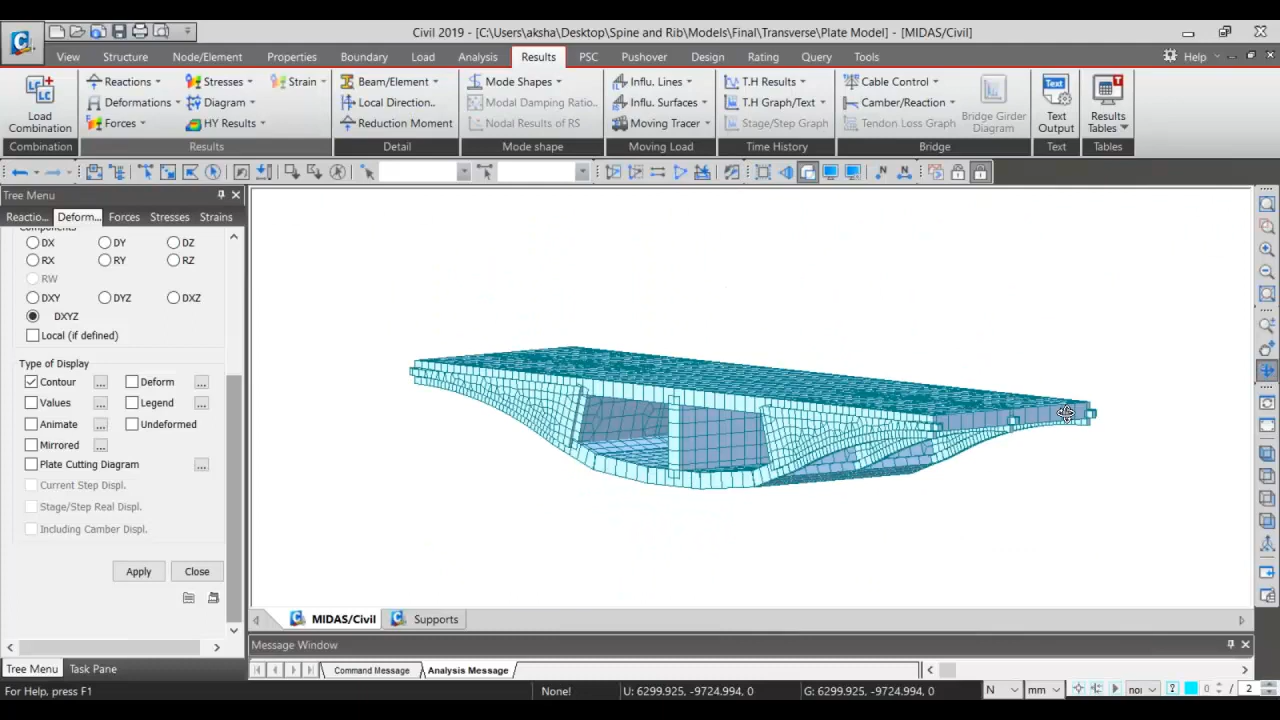 Civil 2019 - [C:\Users\aksha\Desktop\Spine and Rib\Models\Final\Transverse\Plate Model] - [MIDAS/Civil]
View Structure Node/Element Properties Boundary Load Analysis Results PSC Pushover Design Rating Query Tools Help
Reactions Stresses Strain Beam/Element Mode Shapes Influ. Lines T.H Results Cable Control
Load Combination
Deformations Diagram Local Direction.. Modal Damping Ratio.. Influ. Surfaces T.H Graph/Text Camber/Reaction
Bridge Girder Diagram
Text Output
Results Tables
Forces HY Results Reaction Moment Nodal Results of RS Moving Tracer Stage/Step Graph Tendon Loss Graph
Combination Results Detail Mode shape Moving Load Time History Bridge Text Tables
Tree Menu
Reactio... Deform... Forces Stresses Strains
DX DY DZ
RX RY RZ
RW
DXY DYZ DXZ
DXYZ
Local (if defined)
Type of Display
Contour ... Deform ...
Values ... Legend ...
Animate ... Undeformed
Mirrored ...
Plate Cutting Diagram ...
Current Step Displ.
Stage/Step Real Displ.
Including Camber Displ.
Apply Close
MIDAS/Civil Supports
Message Window
Command Message Analysis Message
Tree Menu Task Pane
For Help, press F1 None! U: 6299.925, -9724.994, 0 G: 6299.925, -9724.994, 0 N mm nor ? 0 / 2